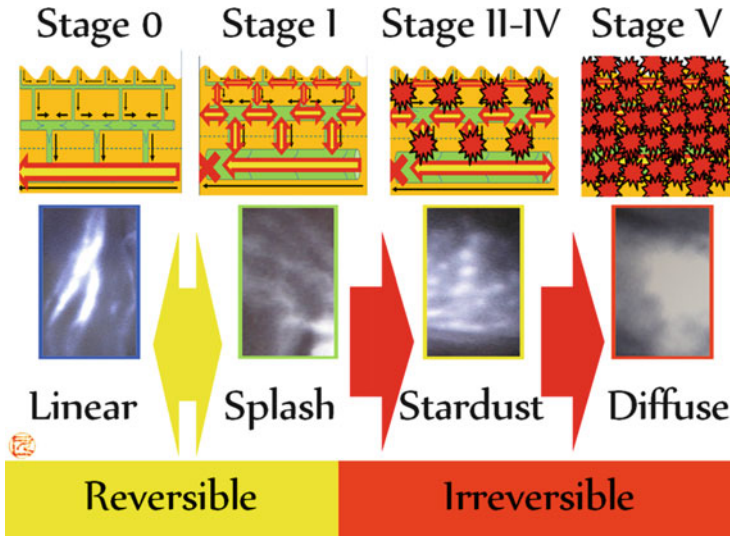 Stage 0 Stage I Stage II-IV Stage V
Linear Splash Stardust Diffuse
Reversible Irreversible